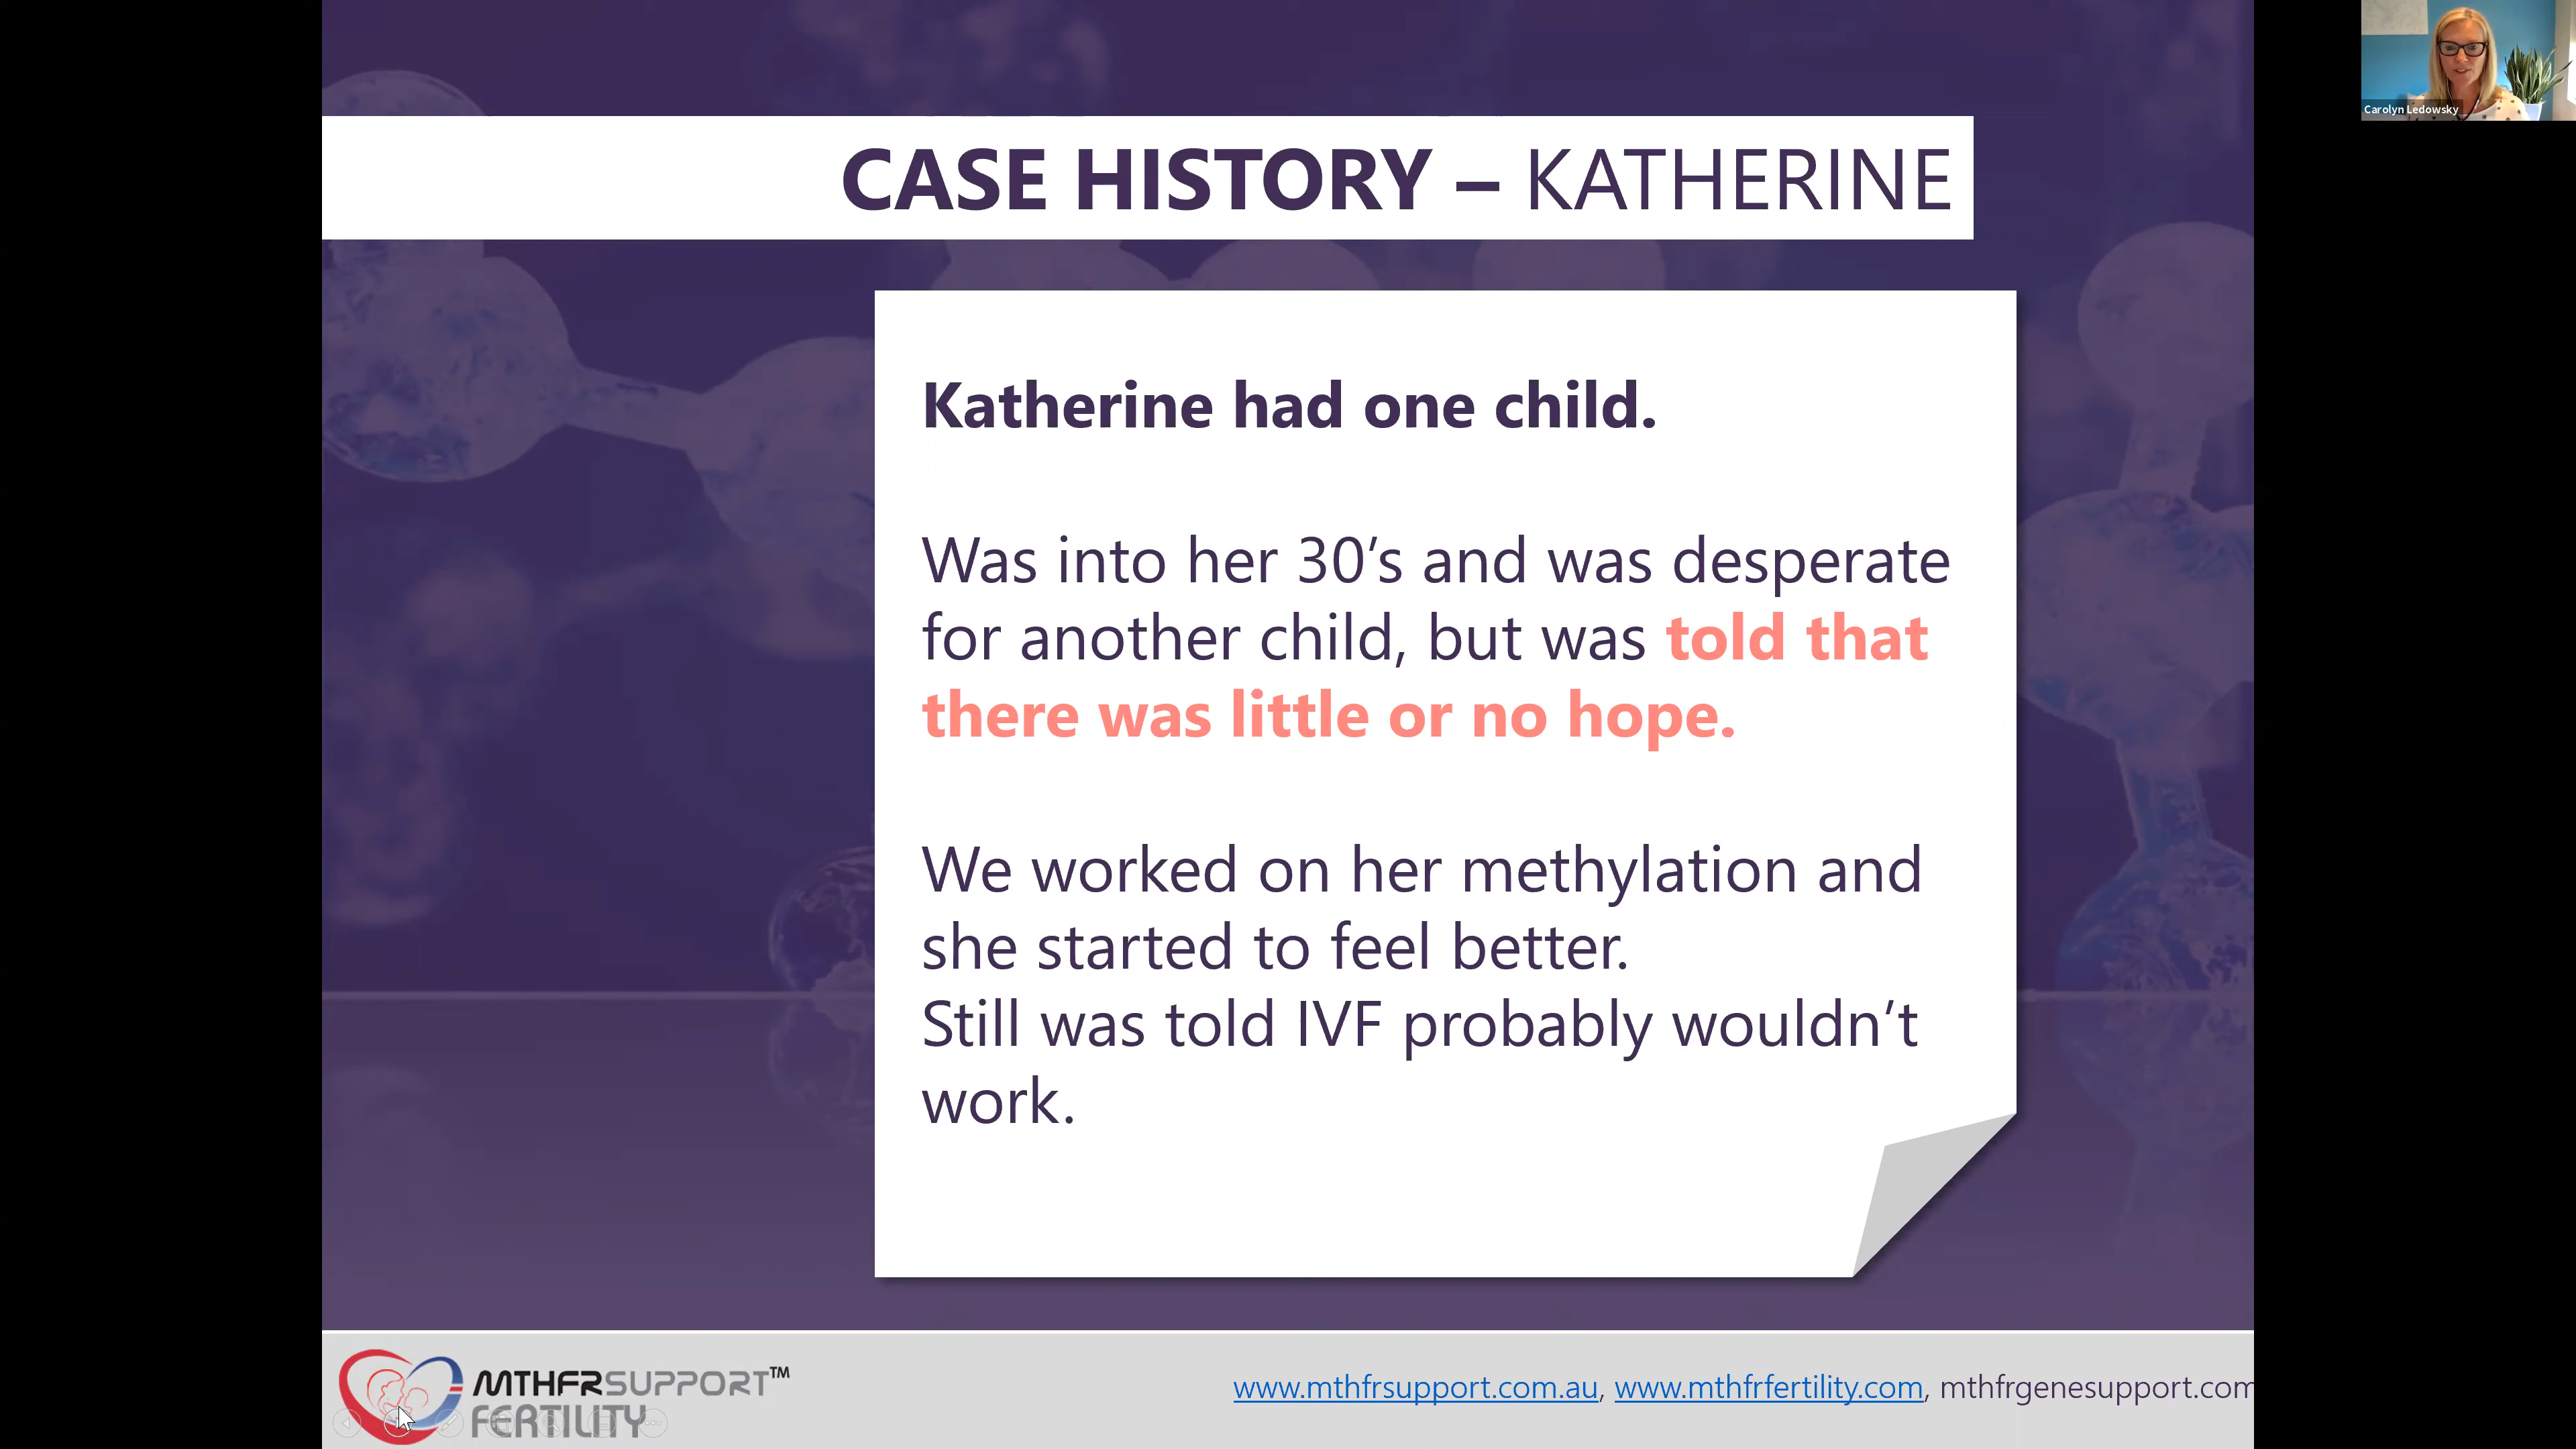 Carolyn Ledowsky
CASE HISTORY – KATHERINE
Katherine had one child.
Was into her 30’s and was desperate
for another child, but was told that
there was little or no hope.
We worked on her methylation and
she started to feel better.
Still was told IVF probably wouldn’t
work.
MTHFRSUPPORT™
FERTILITY
www.mthfrsupport.com.au, www.mthfrfertility.com, mthfrgenesupport.com